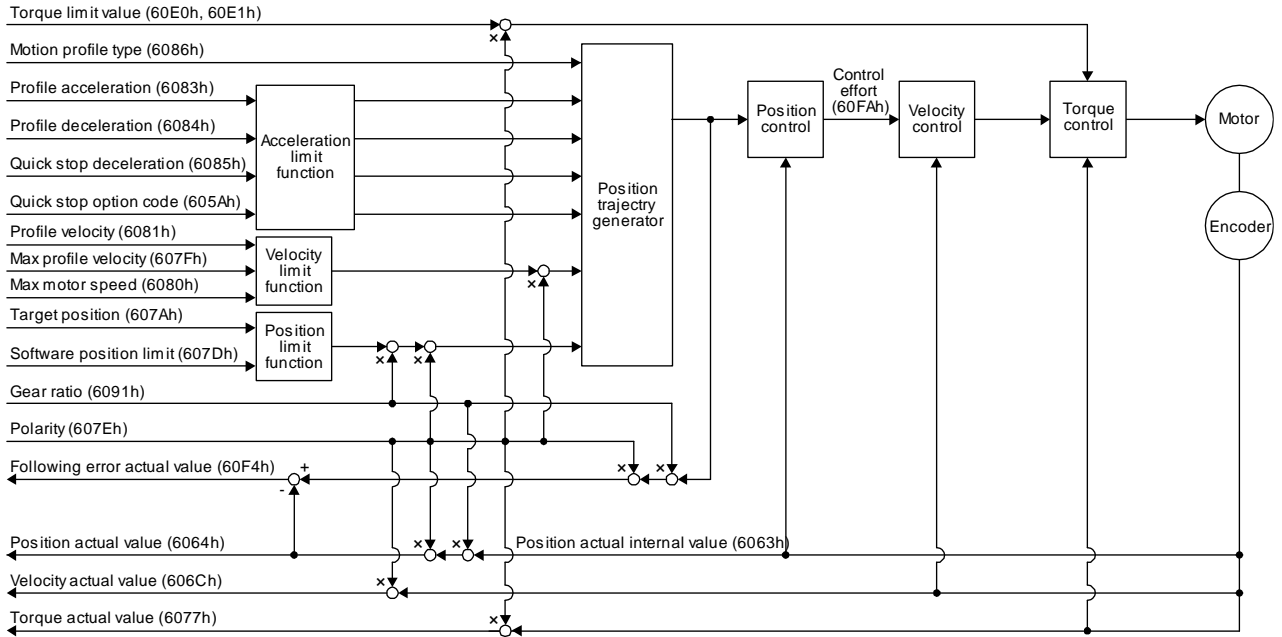 Torque limit value (60E0h, 60E1h)
×
Motion profile type (6086h)
Profile acceleration (6083h)
Profile deceleration (6084h)
Quick stop deceleration (6085h)
Quick stop option code (605Ah)
Acceleration
limit
function
Profile velocity (6081h)
Max profile velocity (607Fh)
Max motor speed (6080h)
Velocity
limit
function
×
Target position (607Ah)
Software position limit (607Dh)
Position
limit
function
×
×
Position
trajectry
generator
Position
control
Control
effort
(60FAh)
Velocity
control
Torque
control
Motor
Encoder
Gear ratio (6091h)
Polarity (607Eh)
Following error actual value (60F4h)
+
-
×
×
Position actual value (6064h)
×
×
Position actual internal value (6063h)
Velocity actual value (606Ch)
×
Torque actual value (6077h)
×